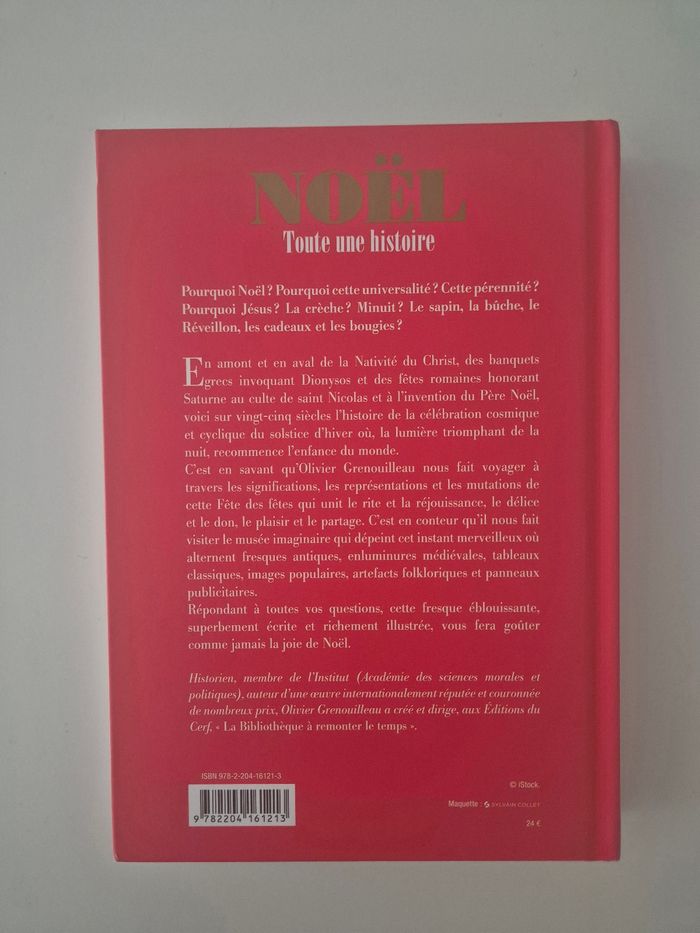 NOËL
Toute une histoire
Pourquoi Noël ? Pourquoi cette universalité ? Cette pérennité ?
Pourquoi Jésus ? La crèche ? Minuit ? Le sapin, la bûche, le
Réveillon, les cadeaux et les bougies ?
En amont et en aval de la Nativité du Christ, des banquets
grecs invoquant Dionysos et des fêtes romaines honorant
Saturne au culte de saint Nicolas et à l'invention du Père Noël,
voici sur vingt-cinq siècles l'histoire de la célébration cosmique
et cyclique du solstice d'hiver où, la lumière triomphant de la
nuit, recommence l'enfance du monde.
C'est en savant qu'Olivier Grenouilleau nous fait voyager à
travers les significations, les représentations et les mutations de
cette Fête des fêtes qui unit le rite et la réjouissance, le délice
et le don, le plaisir et le partage. C'est en conteur qu'il nous fait
visiter le musée imaginaire qui dépeint cet instant merveilleux où
alternent fresques antiques, enluminures médiévales, tableaux
classiques, images populaires, artefacts folkloriques et panneaux
publicitaires.
Répondant à toutes vos questions, cette fresque éblouissante,
superbement écrite et richement illustrée, vous fera goûter
comme jamais la joie de Noël.
Historien, membre de l'Institut (Académie des sciences morales et
politiques), auteur d'une œuvre internationalement réputée et couronnée
de nombreux prix, Olivier Grenouilleau a créé et dirige, aux Éditions du
Cerf, « La Bibliothèque à remonter le temps ».
ISBN 978-2-204-16121-3
9 782204 161213
© iStock.
Maquette : SYLVAIN COLLET
24 €